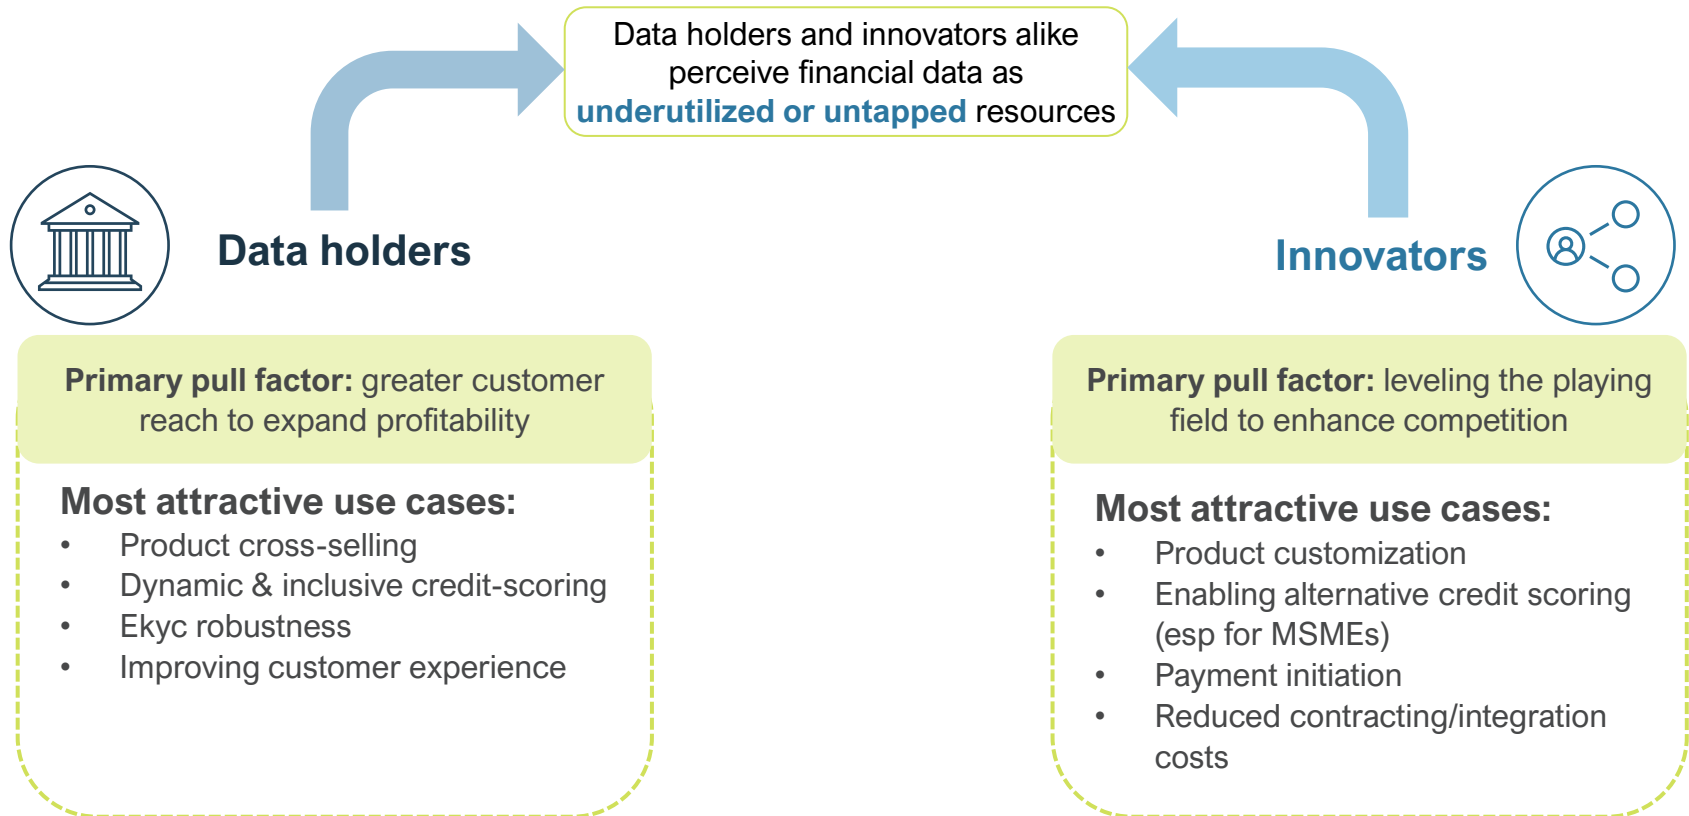 Data holders and innovators alike
perceive financial data as
underutilized or untapped resources
Data holders
Primary pull factor: greater customer
reach to expand profitability
Most attractive use cases:
• Product cross-selling
• Dynamic & inclusive credit-scoring
• Ekyc robustness
• Improving customer experience
Innovators
Primary pull factor: leveling the playing
field to enhance competition
Most attractive use cases:
• Product customization
• Enabling alternative credit scoring
(esp for MSMEs)
• Payment initiation
• Reduced contracting/integration
costs